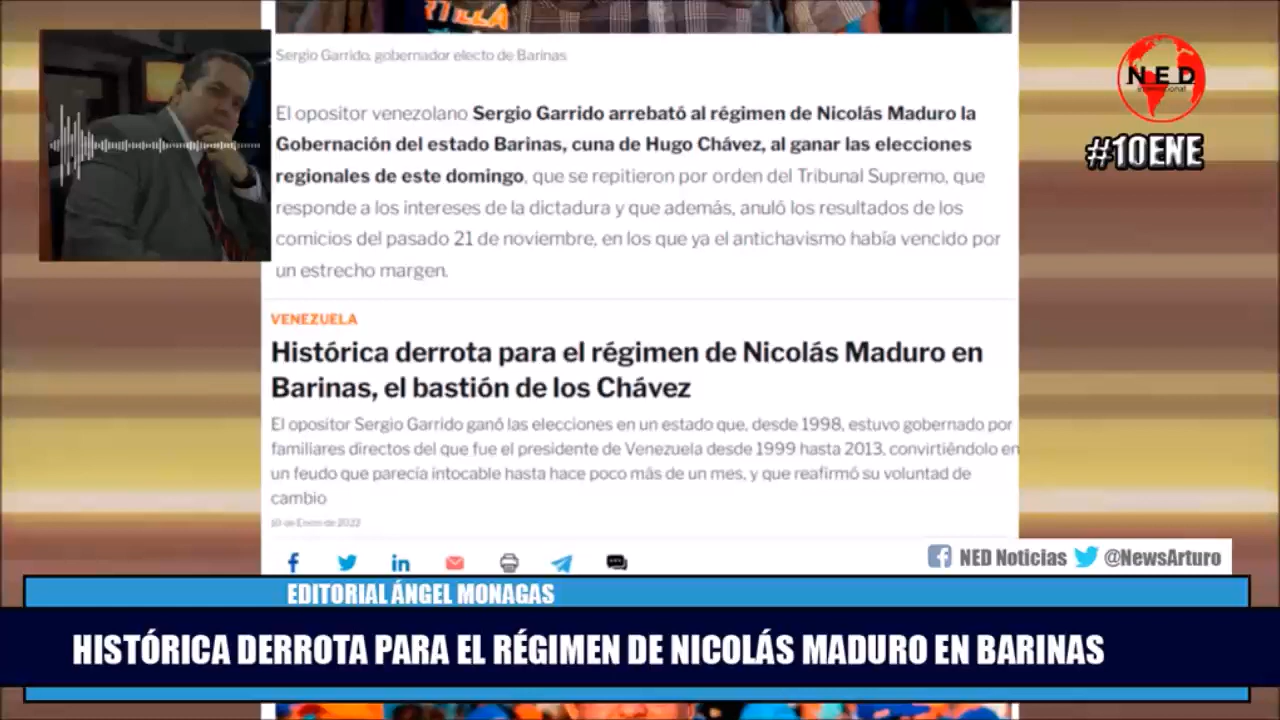 RTILLA
Sergio Garrido, gobernador electo de Barinas
NED
international
#10ENE
El opositor venezolano Sergio Garrido arrebató al régimen de Nicolás Maduro la
Gobernación del estado Barinas, cuna de Hugo Chávez, al ganar las elecciones
regionales de este domingo, que se repitieron por orden del Tribunal Supremo, que
responde a los intereses de la dictadura y que además, anuló los resultados de los
comicios del pasado 21 de noviembre, en los que ya el antichavismo había vencido por
un estrecho margen.
VENEZUELA
Histórica derrota para el régimen de Nicolás Maduro en
Barinas, el bastión de los Chávez
El opositor Sergio Garrido ganó las elecciones en un estado que, desde 1998, estuvo gobernado por
familiares directos del que fue el presidente de Venezuela desde 1999 hasta 2013, convirtiéndolo en
un feudo que parecía intocable hasta hace poco más de un mes, y que reafirmó su voluntad de
cambio
10 de Enero de 2022
NED Noticias @NewsArturo
EDITORIAL ÁNGEL MONAGAS
HISTÓRICA DERROTA PARA EL RÉGIMEN DE NICOLÁS MADURO EN BARINAS